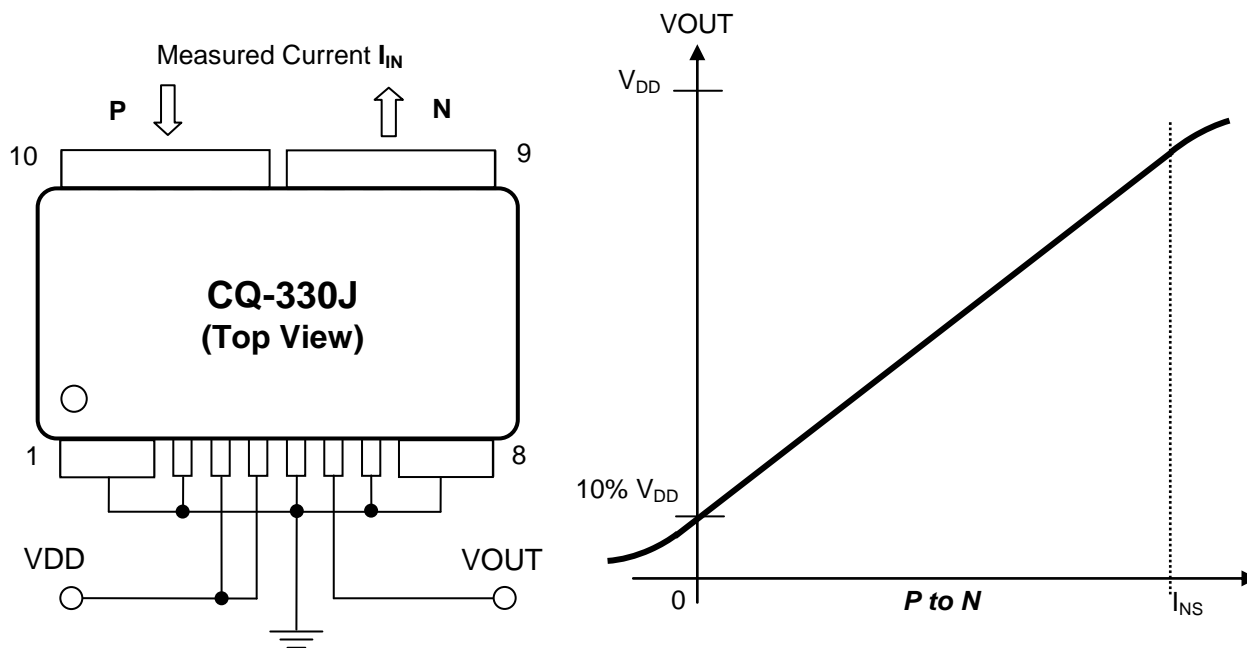 Measured Current I_IN
P
N
10
9
CQ-330J
(Top View)
1
8
VDD
VOUT
VOUT
V_DD
10% V_DD
0
P to N
I_NS